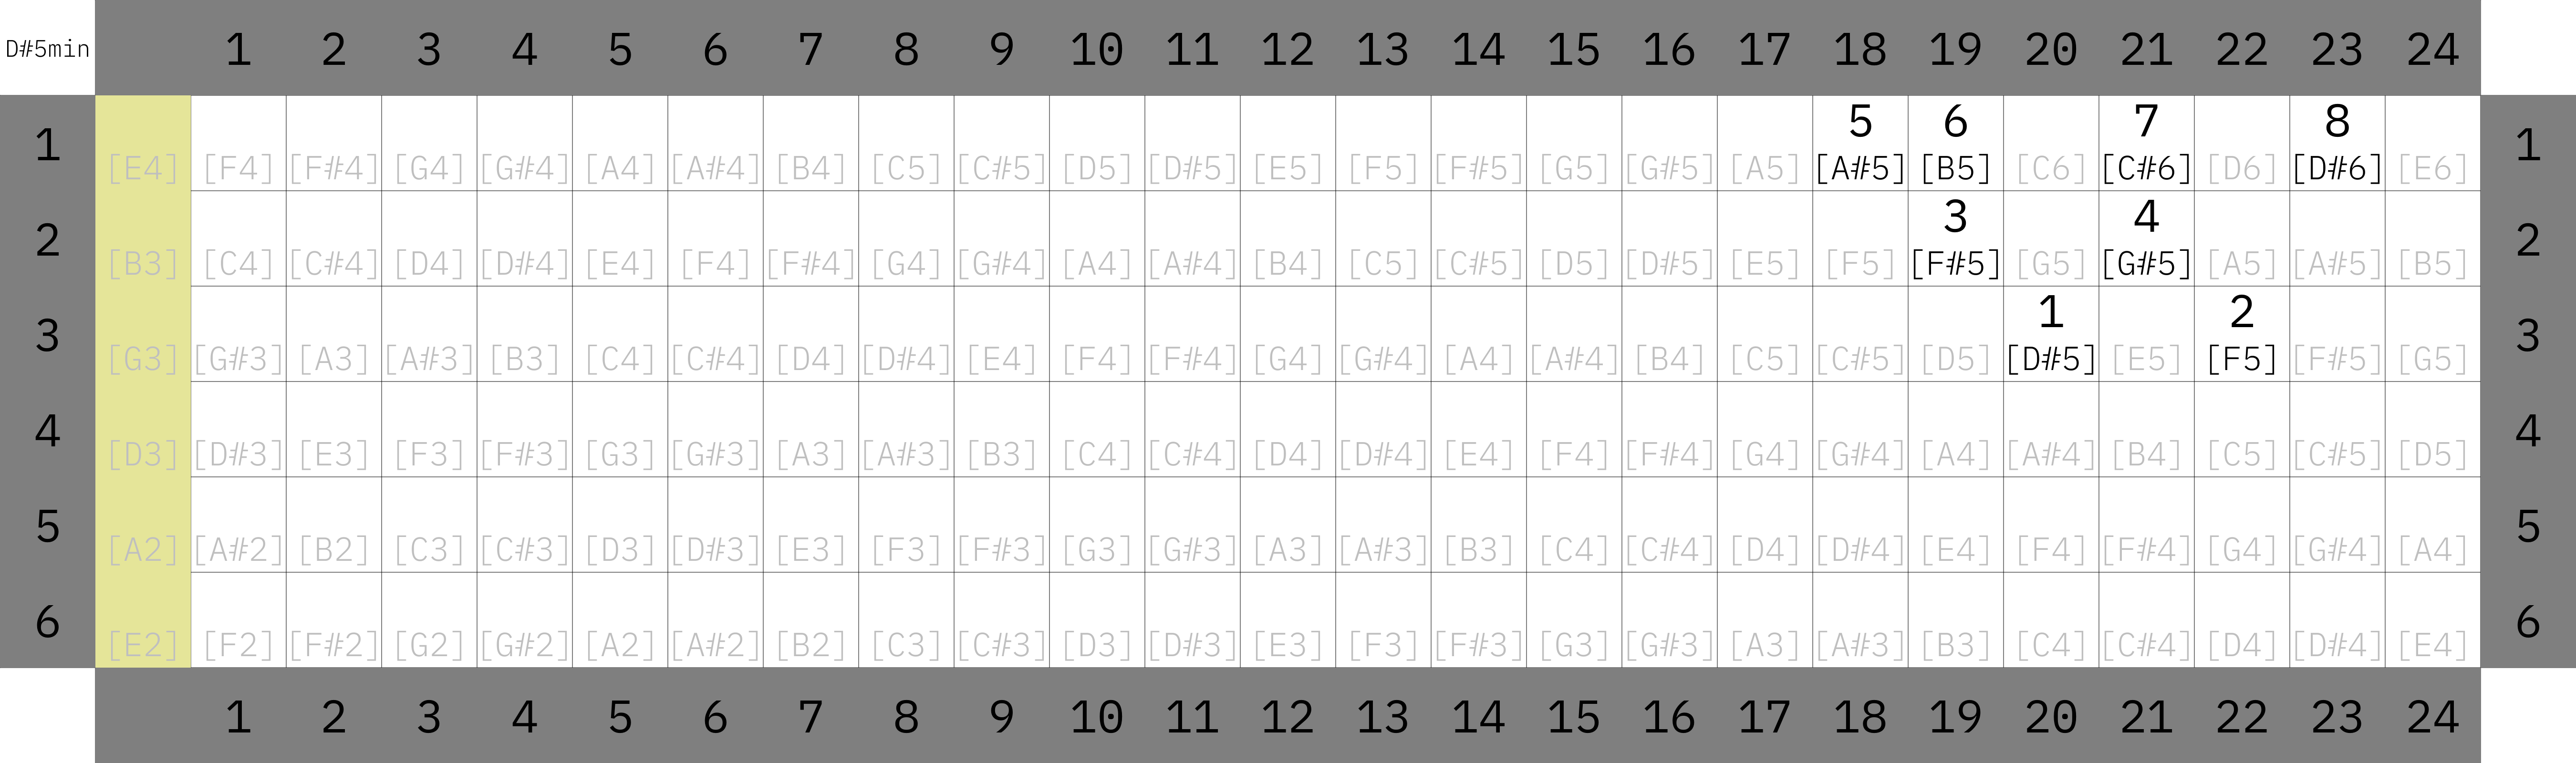 D#5min 1 2 3 4 5 6 7 8 9 10 11 12 13 14 15 16 17 18 19 20 21 22 23 24
5 6 7 8
1 [E4] [F4] [F#4] [G4] [G#4] [A4] [A#4] [B4] [C5] [C#5] [D5] [D#5] [E5] [F5] [F#5] [G5] [G#5] [A5] [A#5] [B5] [C6] [C#6] [D6] [D#6] [E6] 1
3 4
2 [B3] [C4] [C#4] [D4] [D#4] [E4] [F4] [F#4] [G4] [G#4] [A4] [A#4] [B4] [C5] [C#5] [D5] [D#5] [E5] [F5] [F#5] [G5] [G#5] [A5] [A#5] [B5] 2
1 2
3 [G3] [G#3] [A3] [A#3] [B3] [C4] [C#4] [D4] [D#4] [E4] [F4] [F#4] [G4] [G#4] [A4] [A#4] [B4] [C5] [C#5] [D5] [D#5] [E5] [F5] [F#5] [G5] 3
4 [D3] [D#3] [E3] [F3] [F#3] [G3] [G#3] [A3] [A#3] [B3] [C4] [C#4] [D4] [D#4] [E4] [F4] [F#4] [G4] [G#4] [A4] [A#4] [B4] [C5] [C#5] [D5] 4
5 [A2] [A#2] [B2] [C3] [C#3] [D3] [D#3] [E3] [F3] [F#3] [G3] [G#3] [A3] [A#3] [B3] [C4] [C#4] [D4] [D#4] [E4] [F4] [F#4] [G4] [G#4] [A4] 5
6 [E2] [F2] [F#2] [G2] [G#2] [A2] [A#2] [B2] [C3] [C#3] [D3] [D#3] [E3] [F3] [F#3] [G3] [G#3] [A3] [A#3] [B3] [C4] [C#4] [D4] [D#4] [E4] 6
1 2 3 4 5 6 7 8 9 10 11 12 13 14 15 16 17 18 19 20 21 22 23 24